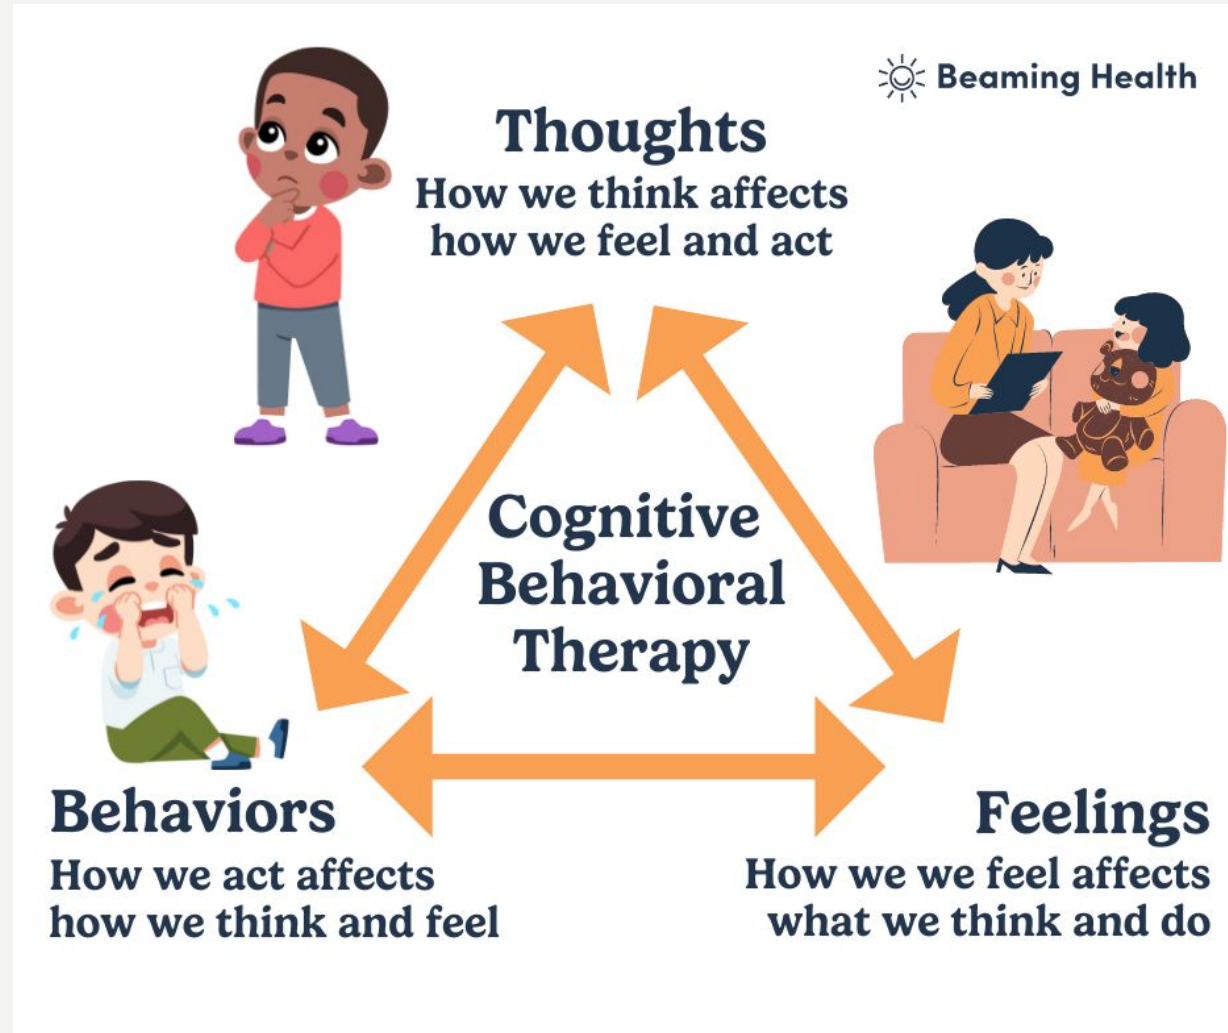 Beaming Health
Thoughts
How we think affects
how we feel and act
Cognitive
Behavioral
Therapy
Behaviors
How we act affects
how we think and feel
Feelings
How we we feel affects
what we think and do